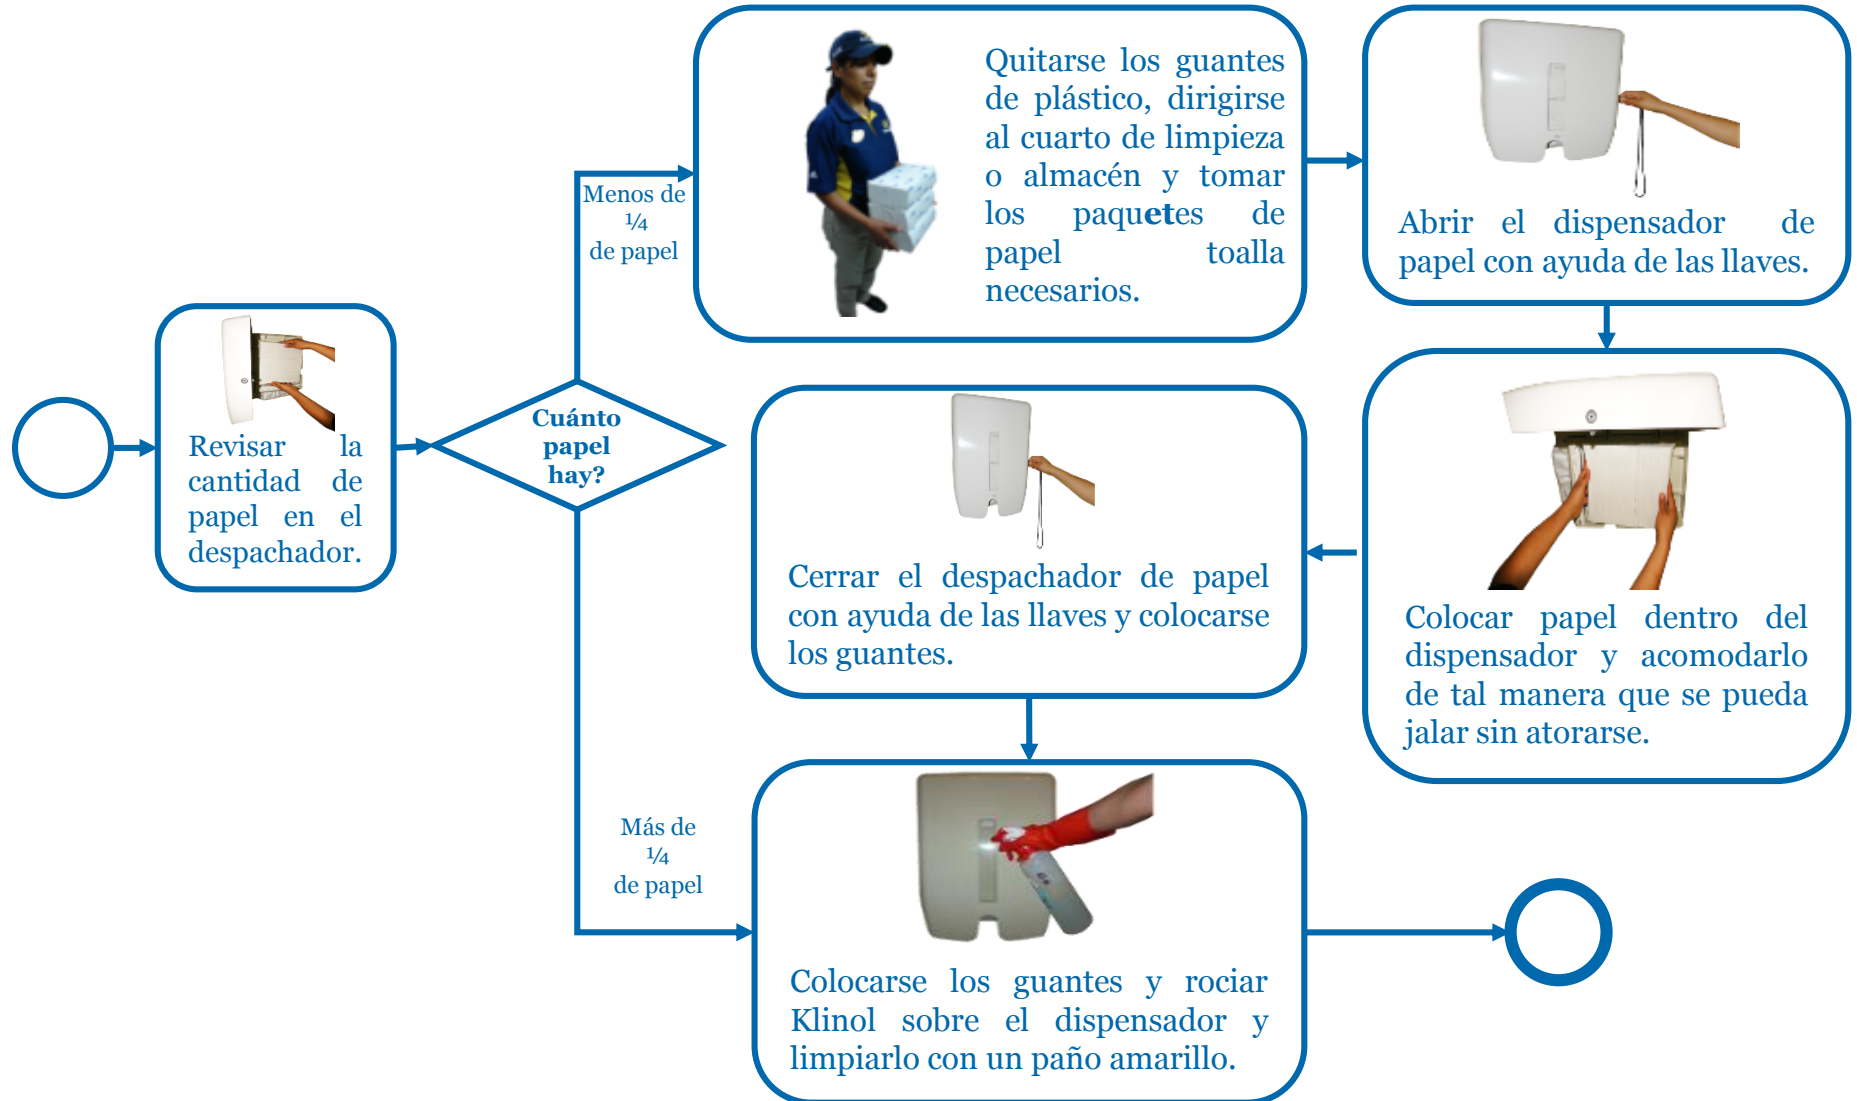 Revisar la
cantidad de
papel en el
despachador.
Cuánto
papel
hay?
Menos de
¼
de papel
Quitarse los guantes
de plástico, dirigirse
al cuarto de limpieza
o almacén y tomar
los paquetes de
papel toalla
necesarios.
Abrir el dispensador de
papel con ayuda de las llaves.
Colocar papel dentro del
dispensador y acomodarlo
de tal manera que se pueda
jalar sin atorarse.
Cerrar el despachador de papel
con ayuda de las llaves y colocarse
los guantes.
Más de
¼
de papel
Colocarse los guantes y rociar
Klinol sobre el dispensador y
limpiarlo con un paño amarillo.